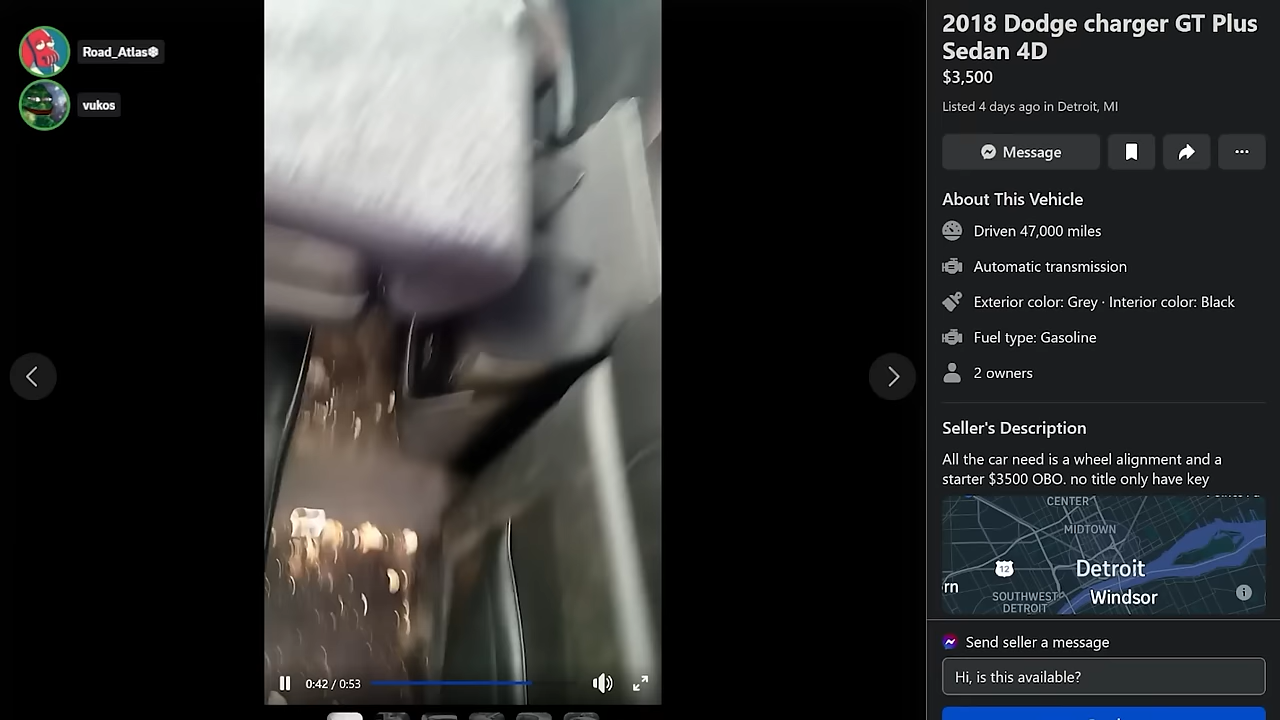 Road_Atlas
vukos
0:42 / 0:53
2018 Dodge charger GT Plus
Sedan 4D
$3,500
Listed 4 days ago in Detroit, MI
Message
About This Vehicle
Driven 47,000 miles
Automatic transmission
Exterior color: Grey · Interior color: Black
Fuel type: Gasoline
2 owners
Seller's Description
All the car need is a wheel alignment and a
starter $3500 OBO. no title only have key
CENTER
MIDTOWN
12
Detroit
rn
SOUTHWEST
DETROIT
Windsor
Send seller a message
Hi, is this available?